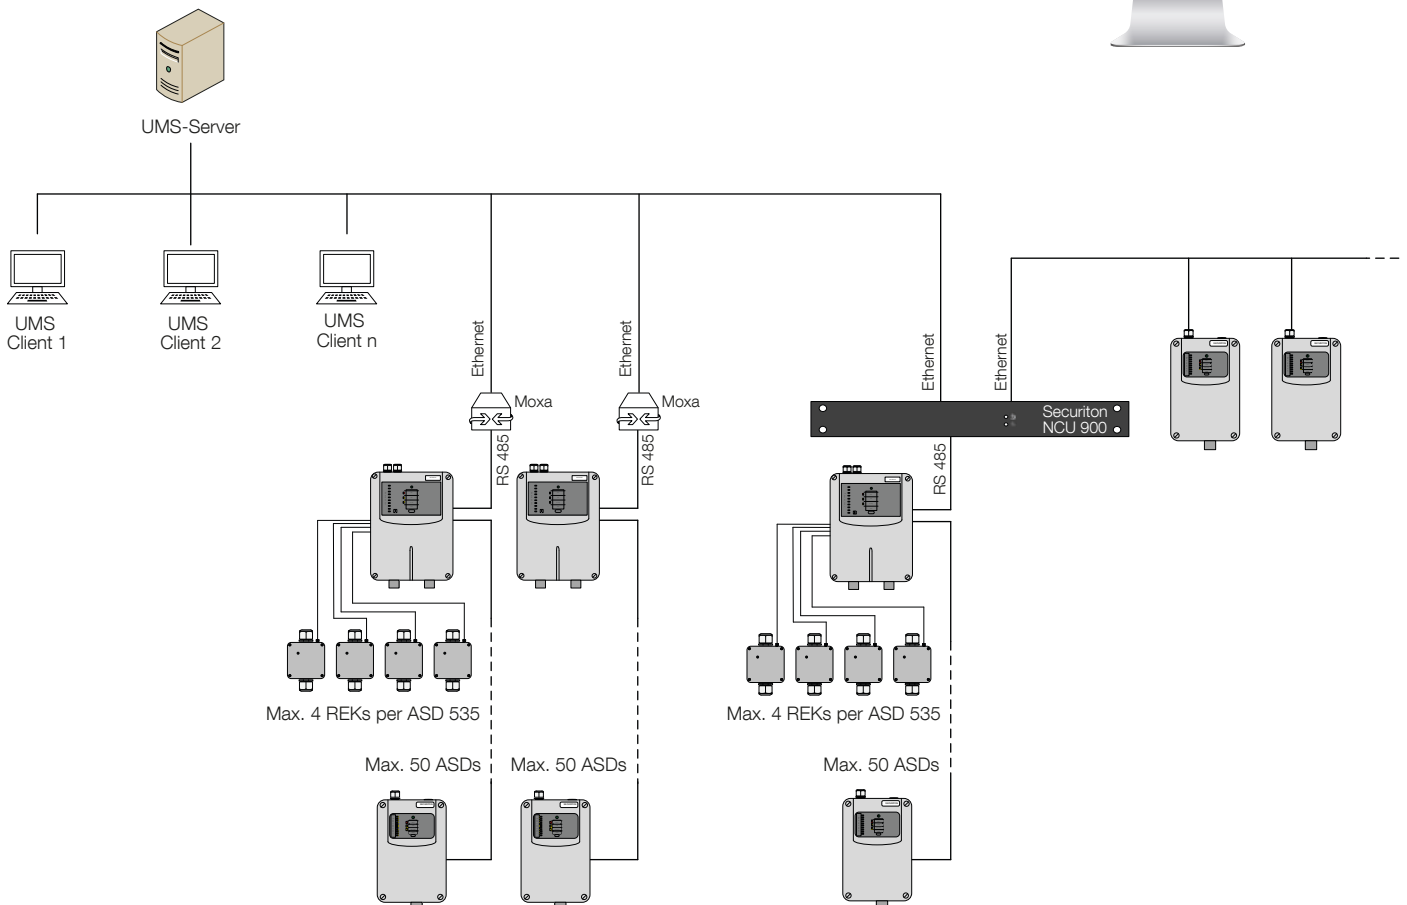 UMS-Server
UMS
Client 1
UMS
Client 2
UMS
Client n
Ethernet
Ethernet
Ethernet
Ethernet
Moxa
Moxa
Securiton
NCU 900
RS 485
RS 485
RS 485
Max. 4 REKs per ASD 535
Max. 4 REKs per ASD 535
Max. 50 ASDs
Max. 50 ASDs
Max. 50 ASDs